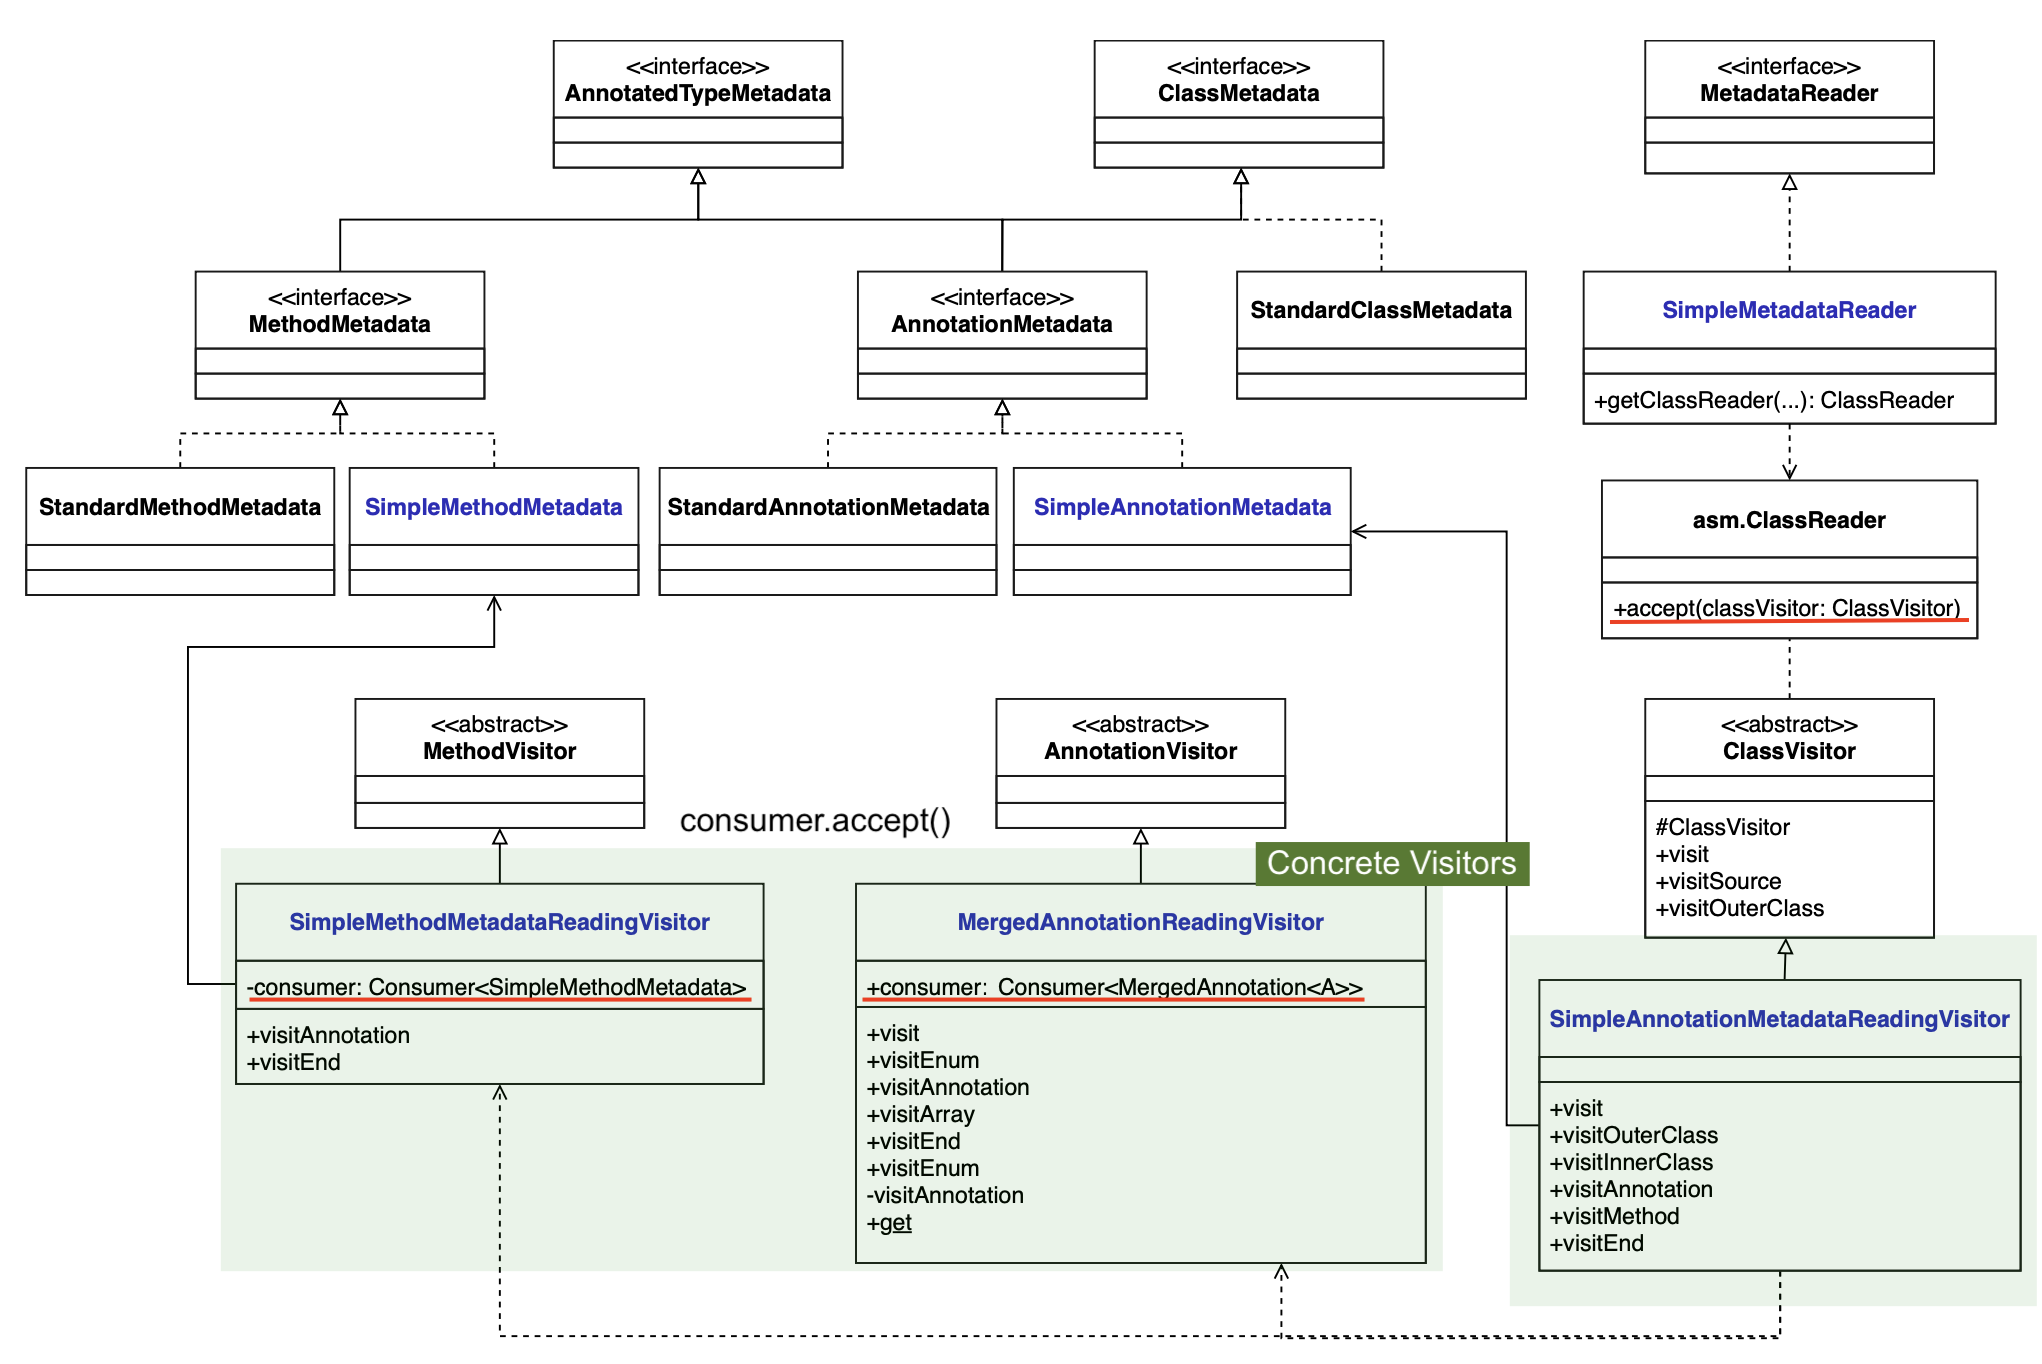 <<interface>>
AnnotatedTypeMetadata
<<interface>>
ClassMetadata
<<interface>>
MetadataReader
<<interface>>
MethodMetadata
<<interface>>
AnnotationMetadata
StandardClassMetadata
SimpleMetadataReader
+getClassReader(...): ClassReader
StandardMethodMetadata
SimpleMethodMetadata
StandardAnnotationMetadata
SimpleAnnotationMetadata
asm.ClassReader
+accept(classVisitor: ClassVisitor)
<<abstract>>
MethodVisitor
<<abstract>>
AnnotationVisitor
<<abstract>>
ClassVisitor
#ClassVisitor
+visit
+visitSource
+visitOuterClass
consumer.accept()
Concrete Visitors
SimpleMethodMetadataReadingVisitor
-consumer: Consumer<SimpleMethodMetadata>
+visitAnnotation
+visitEnd
MergedAnnotationReadingVisitor
+consumer: Consumer<MergedAnnotation<A>>
+visit
+visitEnum
+visitAnnotation
+visitArray
+visitEnd
+visitEnum
-visitAnnotation
+get
SimpleAnnotationMetadataReadingVisitor
+visit
+visitOuterClass
+visitInnerClass
+visitAnnotation
+visitMethod
+visitEnd